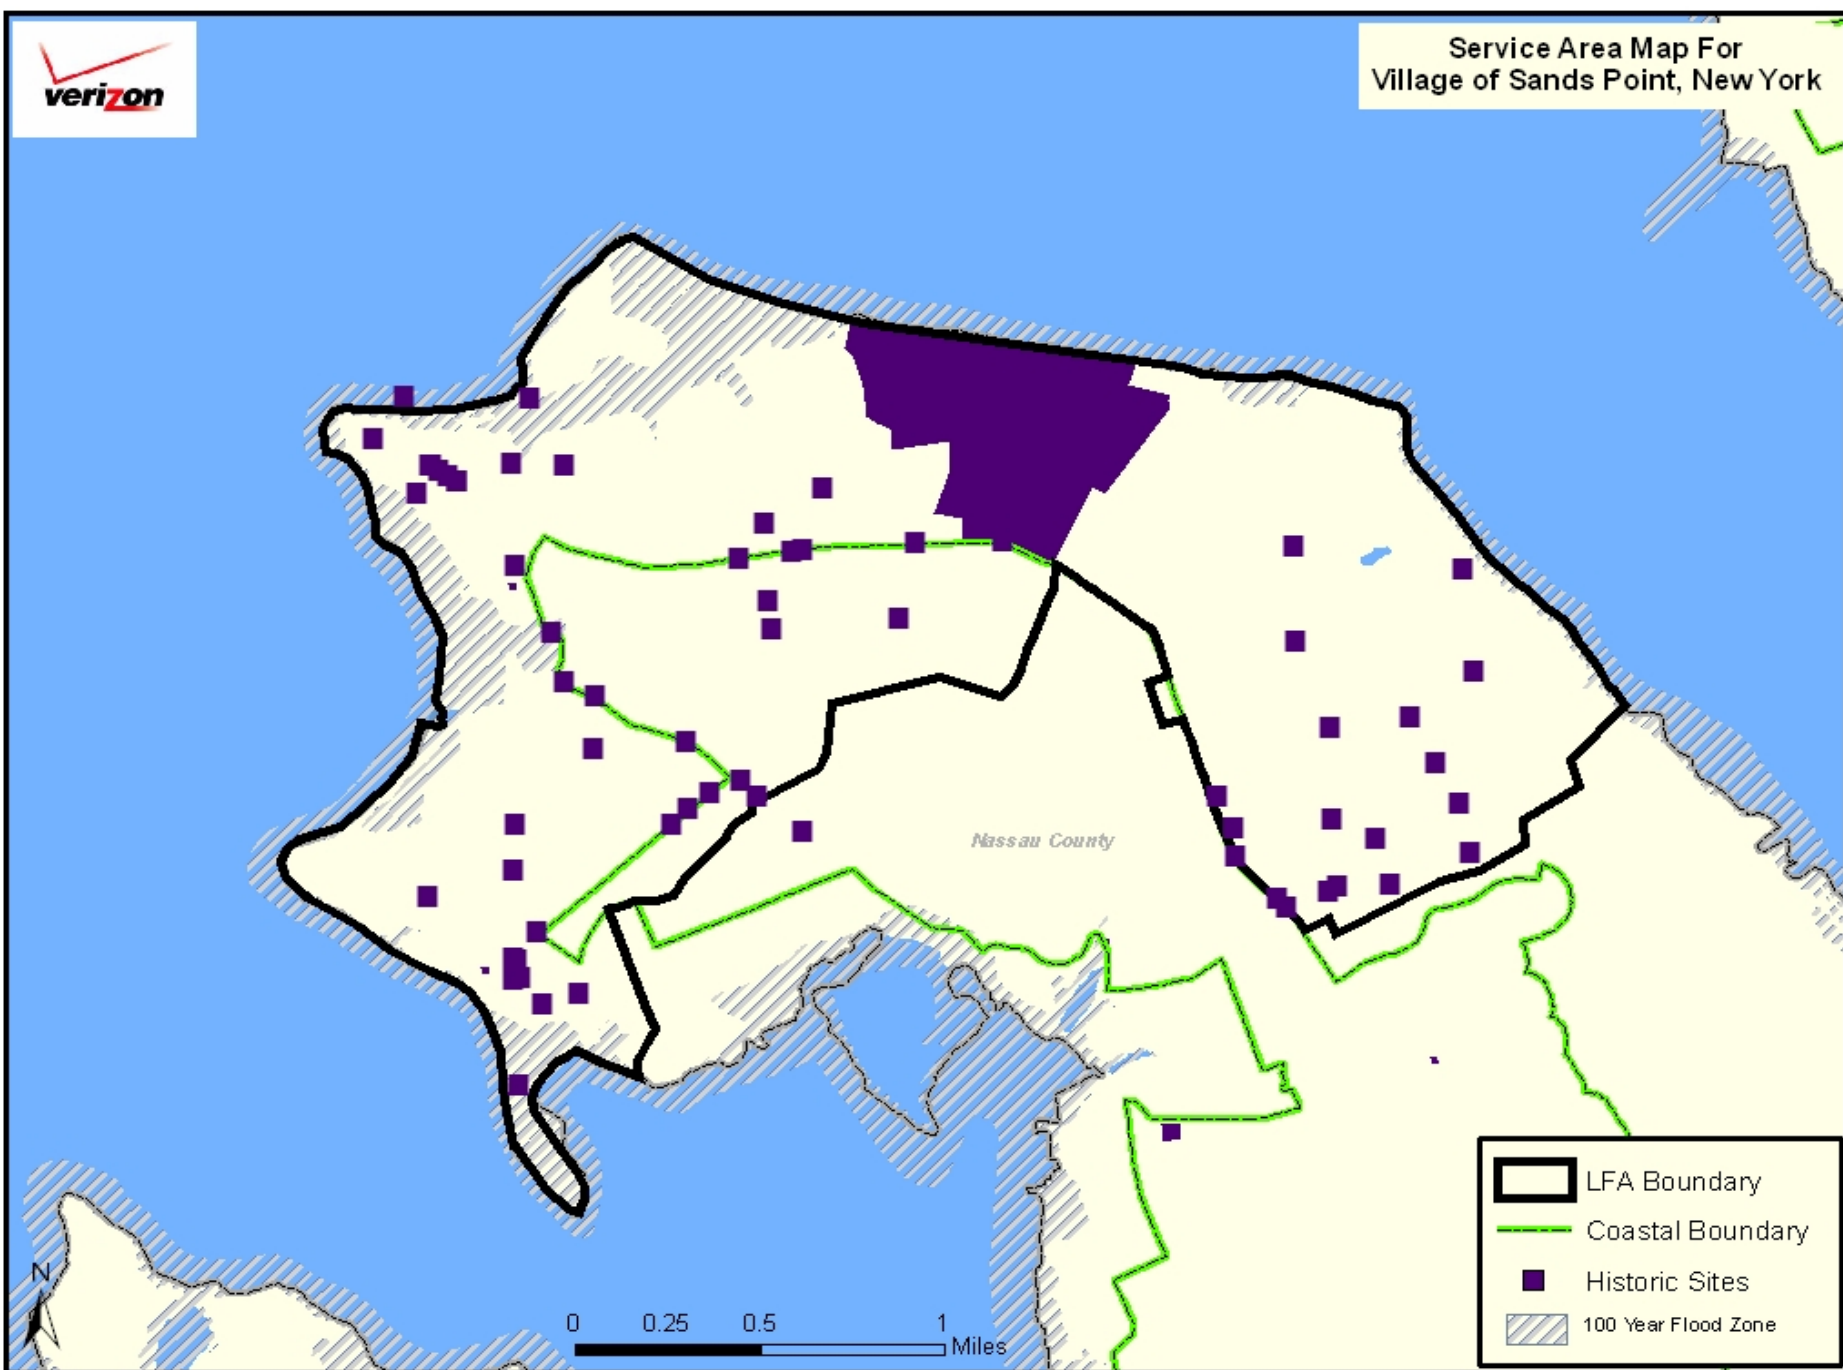 verizon
Service Area Map For
Village of Sands Point, New York
Nassau County
LFA Boundary
Coastal Boundary
Historic Sites
100 Year Flood Zone
N
0 0.25 0.5 1
Miles